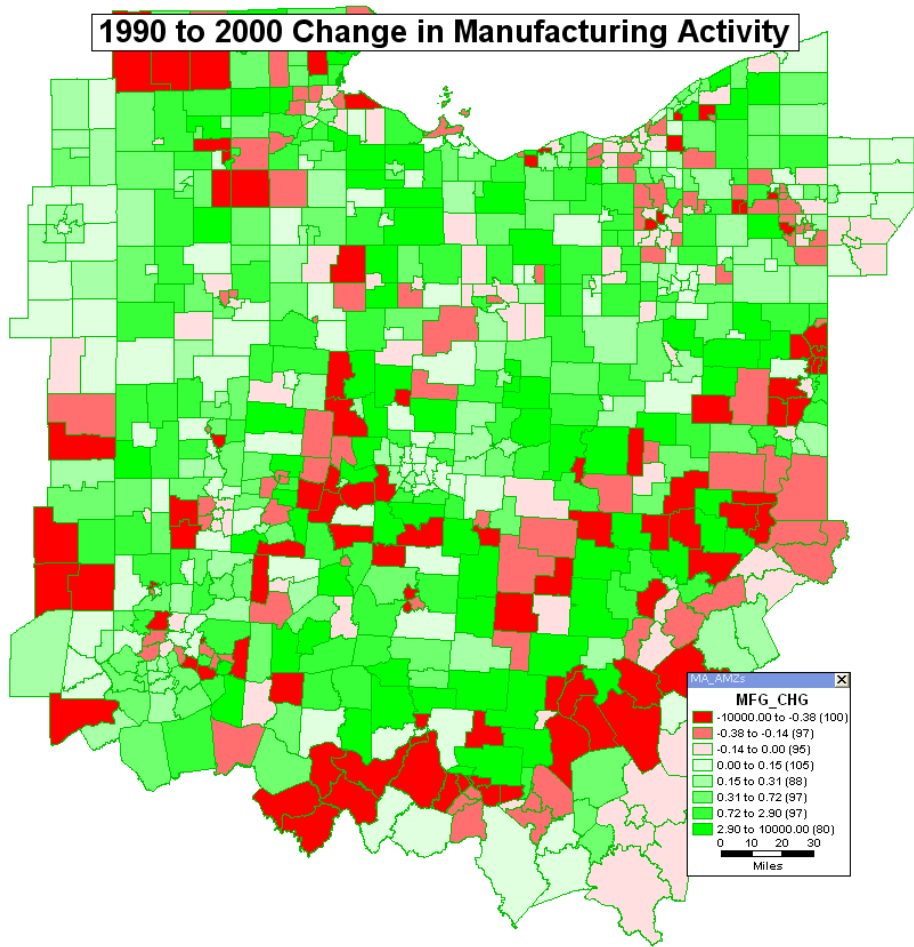 1990 to 2000 Change in Manufacturing Activity
MA_AMZs
MFG_CHG
-10000.00 to -0.38 (100)
-0.38 to -0.14 (97)
-0.14 to 0.00 (95)
0.00 to 0.15 (105)
0.15 to 0.31 (88)
0.31 to 0.72 (97)
0.72 to 2.90 (97)
2.90 to 10000.00 (80)
0 10 20 30
Miles